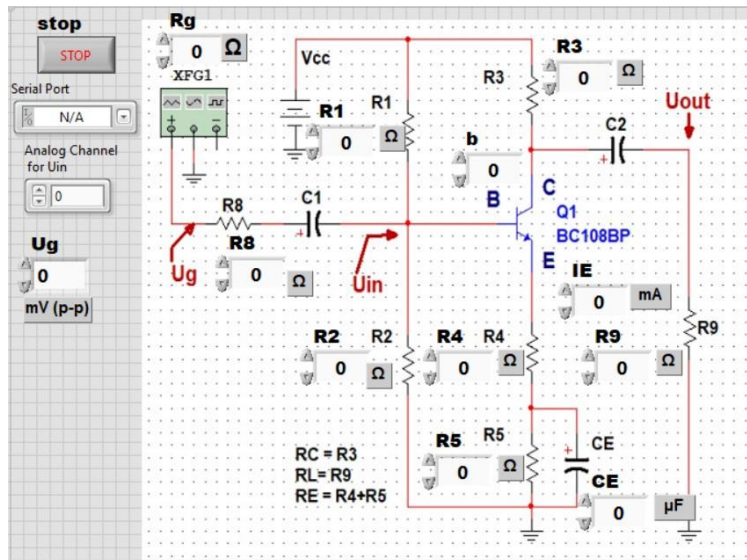 stop
STOP
Serial Port
N/A
Analog Channel
for Uin
0
Ug
0
mV (p-p)
Rg
0
Ω
XFG1
Vcc
R1
R1
0
Ω
R3
R3
0
Ω
b
0
C2
Uout
B
C
Q1
BC108BP
E
R8
R8
0
Ω
C1
Ug
Uin
IE
0
mA
R2
R2
0
Ω
R4
R4
0
Ω
R9
R9
0
Ω
R5
R5
0
Ω
CE
CE
0
µF
RC = R3
RL= R9
RE = R4+R5